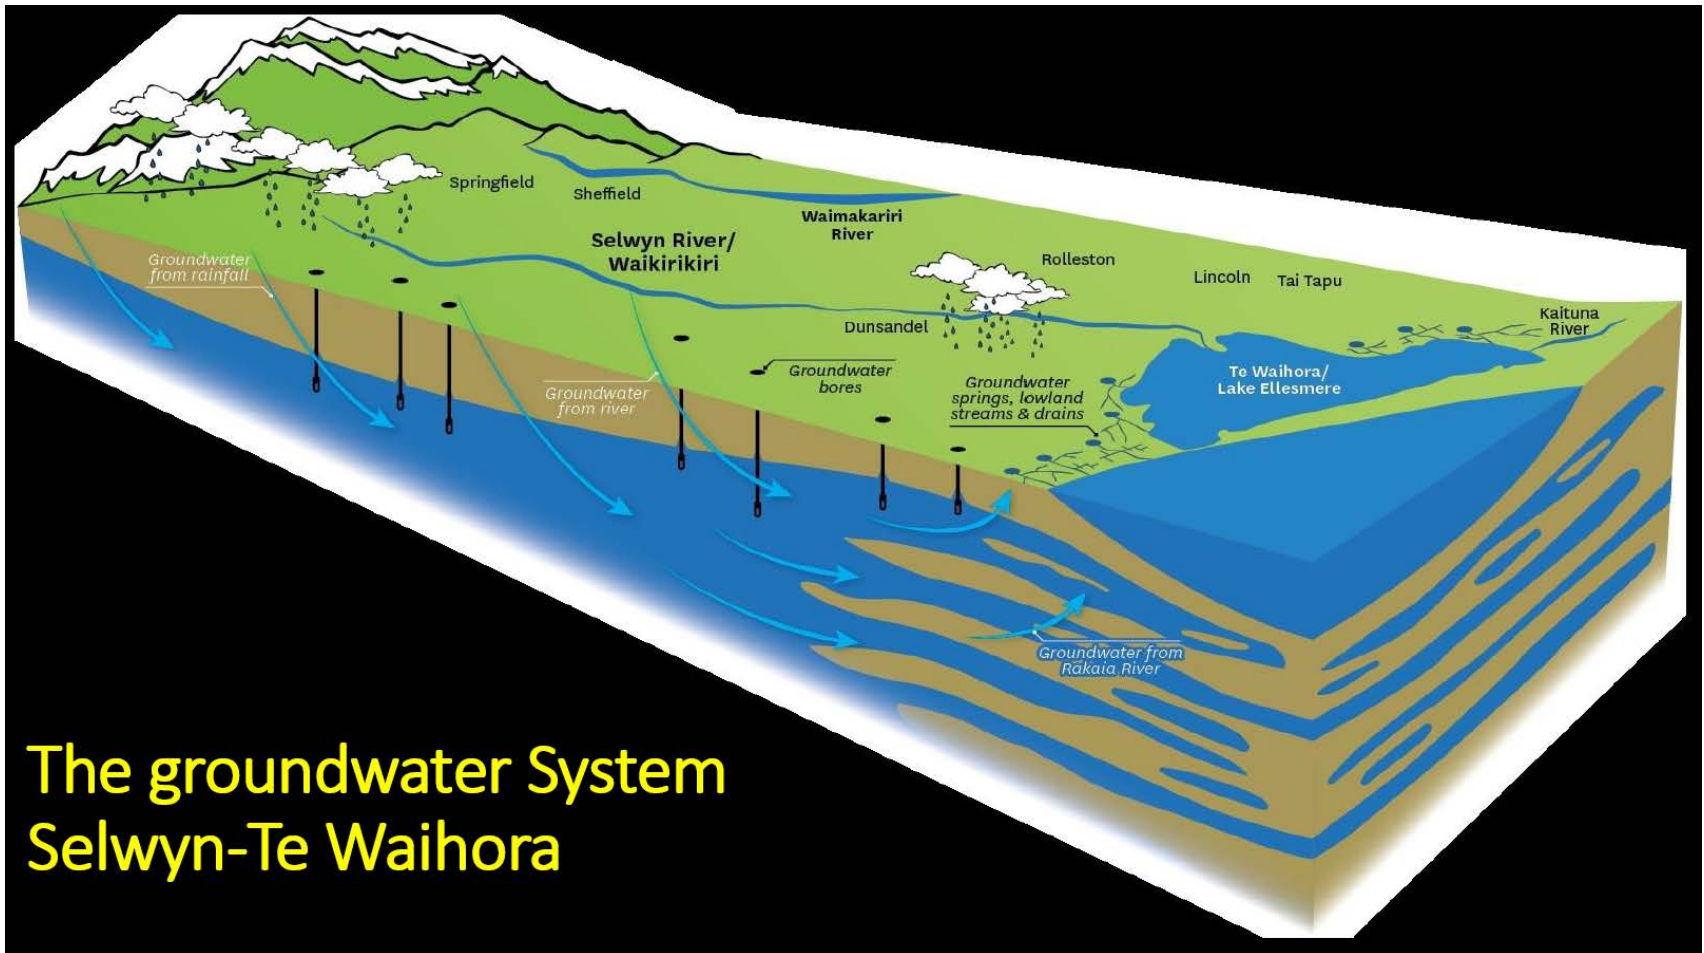 Springfield
Sheffield
Waimakariri
River
Selwyn River/
Waikirikiri
Rolleston
Lincoln
Tai Tapu
Kaituna
River
Groundwater
from rainfall
Dunsandel
Groundwater
bores
Groundwater
from river
Groundwater
springs, lowland
streams & drains
Te Waihora/
Lake Ellesmere
Groundwater from
Rakaia River
The groundwater System
Selwyn-Te Waihora